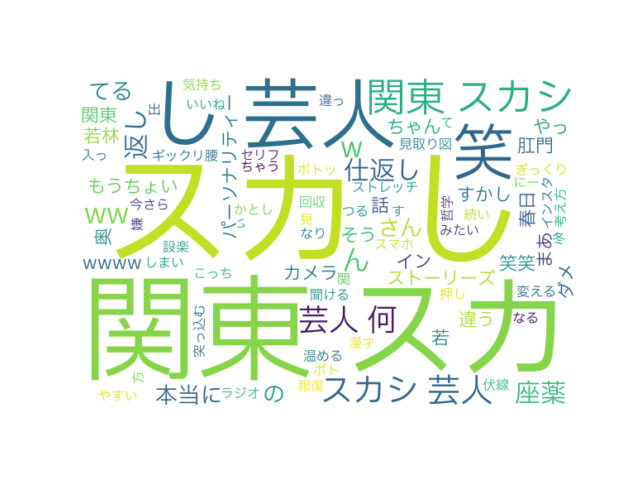 気持ち
てる
いいね
出
違っ
関東 スカシ
関東
し 芸人
笑
やっ
若林
返し
ちゃん
て
見取り図
肛門
入っ
ギックリ腰
セリフ
ボトッ
w
仕返し
ぎっくり
もうちょい
パーソナリティー
ちゃう
ストレッチ
すかし
春日
インスタ
考え方
ww
今さら
かとし
回収
話
す
哲学
続い
奥
嫌
見
つる
みたい
スカ し
設楽
なり
そう
さん
スマホ
まあ
wwww
しまい
ん
カメラ
イン
ストーリーズ
笑笑
ダメ
こっち
関
聞ける
押し
変える
関東 スカ
突っ込む
芸人 何
違う
なる
漫才
若
温める
方
ボト
やすい
本当に
ラジオ
の
報復
スカシ 芸人
伏線
座薬